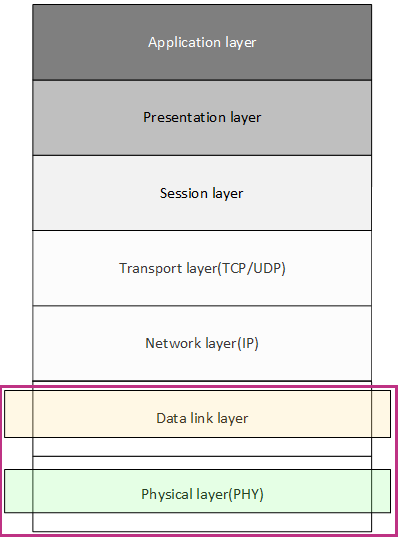 Application layer
Presentation layer
Session layer
Transport layer(TCP/UDP)
Network layer(IP)
Data link layer
Physical layer(PHY)